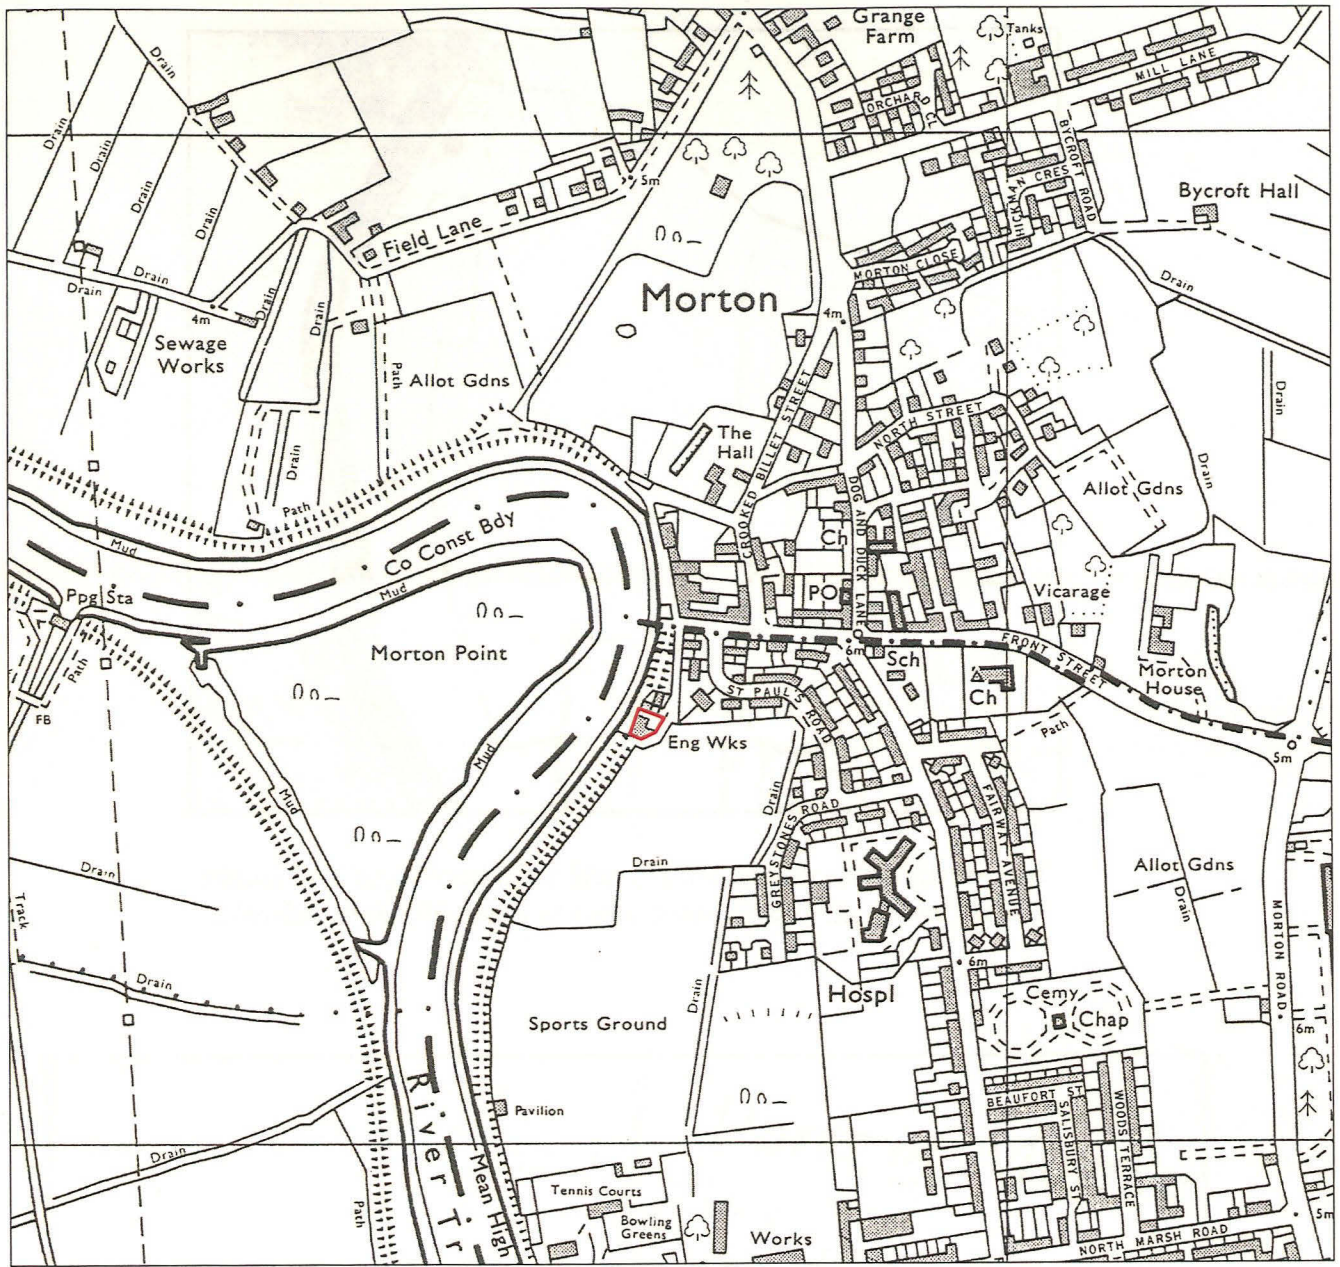 Grange
Farm
Tanks
MILL LANE
ORCHARD CL
Drain
Drain
Drain
Drain
Drain
BYCROFT ROAD
HICKMAN CRES
Bycroft Hall
5m
Field Lane
MORTON CLOSE
Drain
Drain
Drain
4m
Drain
Drain
Morton
4m
Sewage
Works
Path
Allot Gdns
Drain
CROOKED BILLET STREET
NORTH STREET
The
Hall
Drain
Drain
Allot Gdns
Path
DOG AND DUCK LANE
Mud
Co Const Bdy
Mud
Ch
Ppg Sta
PO
Vicarage
Morton Point
6m
FRONT STREET
Sch
Path
FB
ST PAUL'S ROAD
Ch
Morton
House
Eng Wks
Path
5m
Mud
Mud
Drain
GREYSTONES ROAD
FAIRWAY AVENUE
Drain
Drain
Allot Gdns
Drain
Track
Drain
MORTON ROAD
6m
Drain
Hospl
Cemy
Chap
Sports Ground
6m
River Tr
Pavilion
BEAUFORT ST
SALISBURY ST
WOODS TERRACE
Drain
Mean High
Path
Tennis Courts
Bowling
Greens
Works
5m
NORTH MARSH ROAD